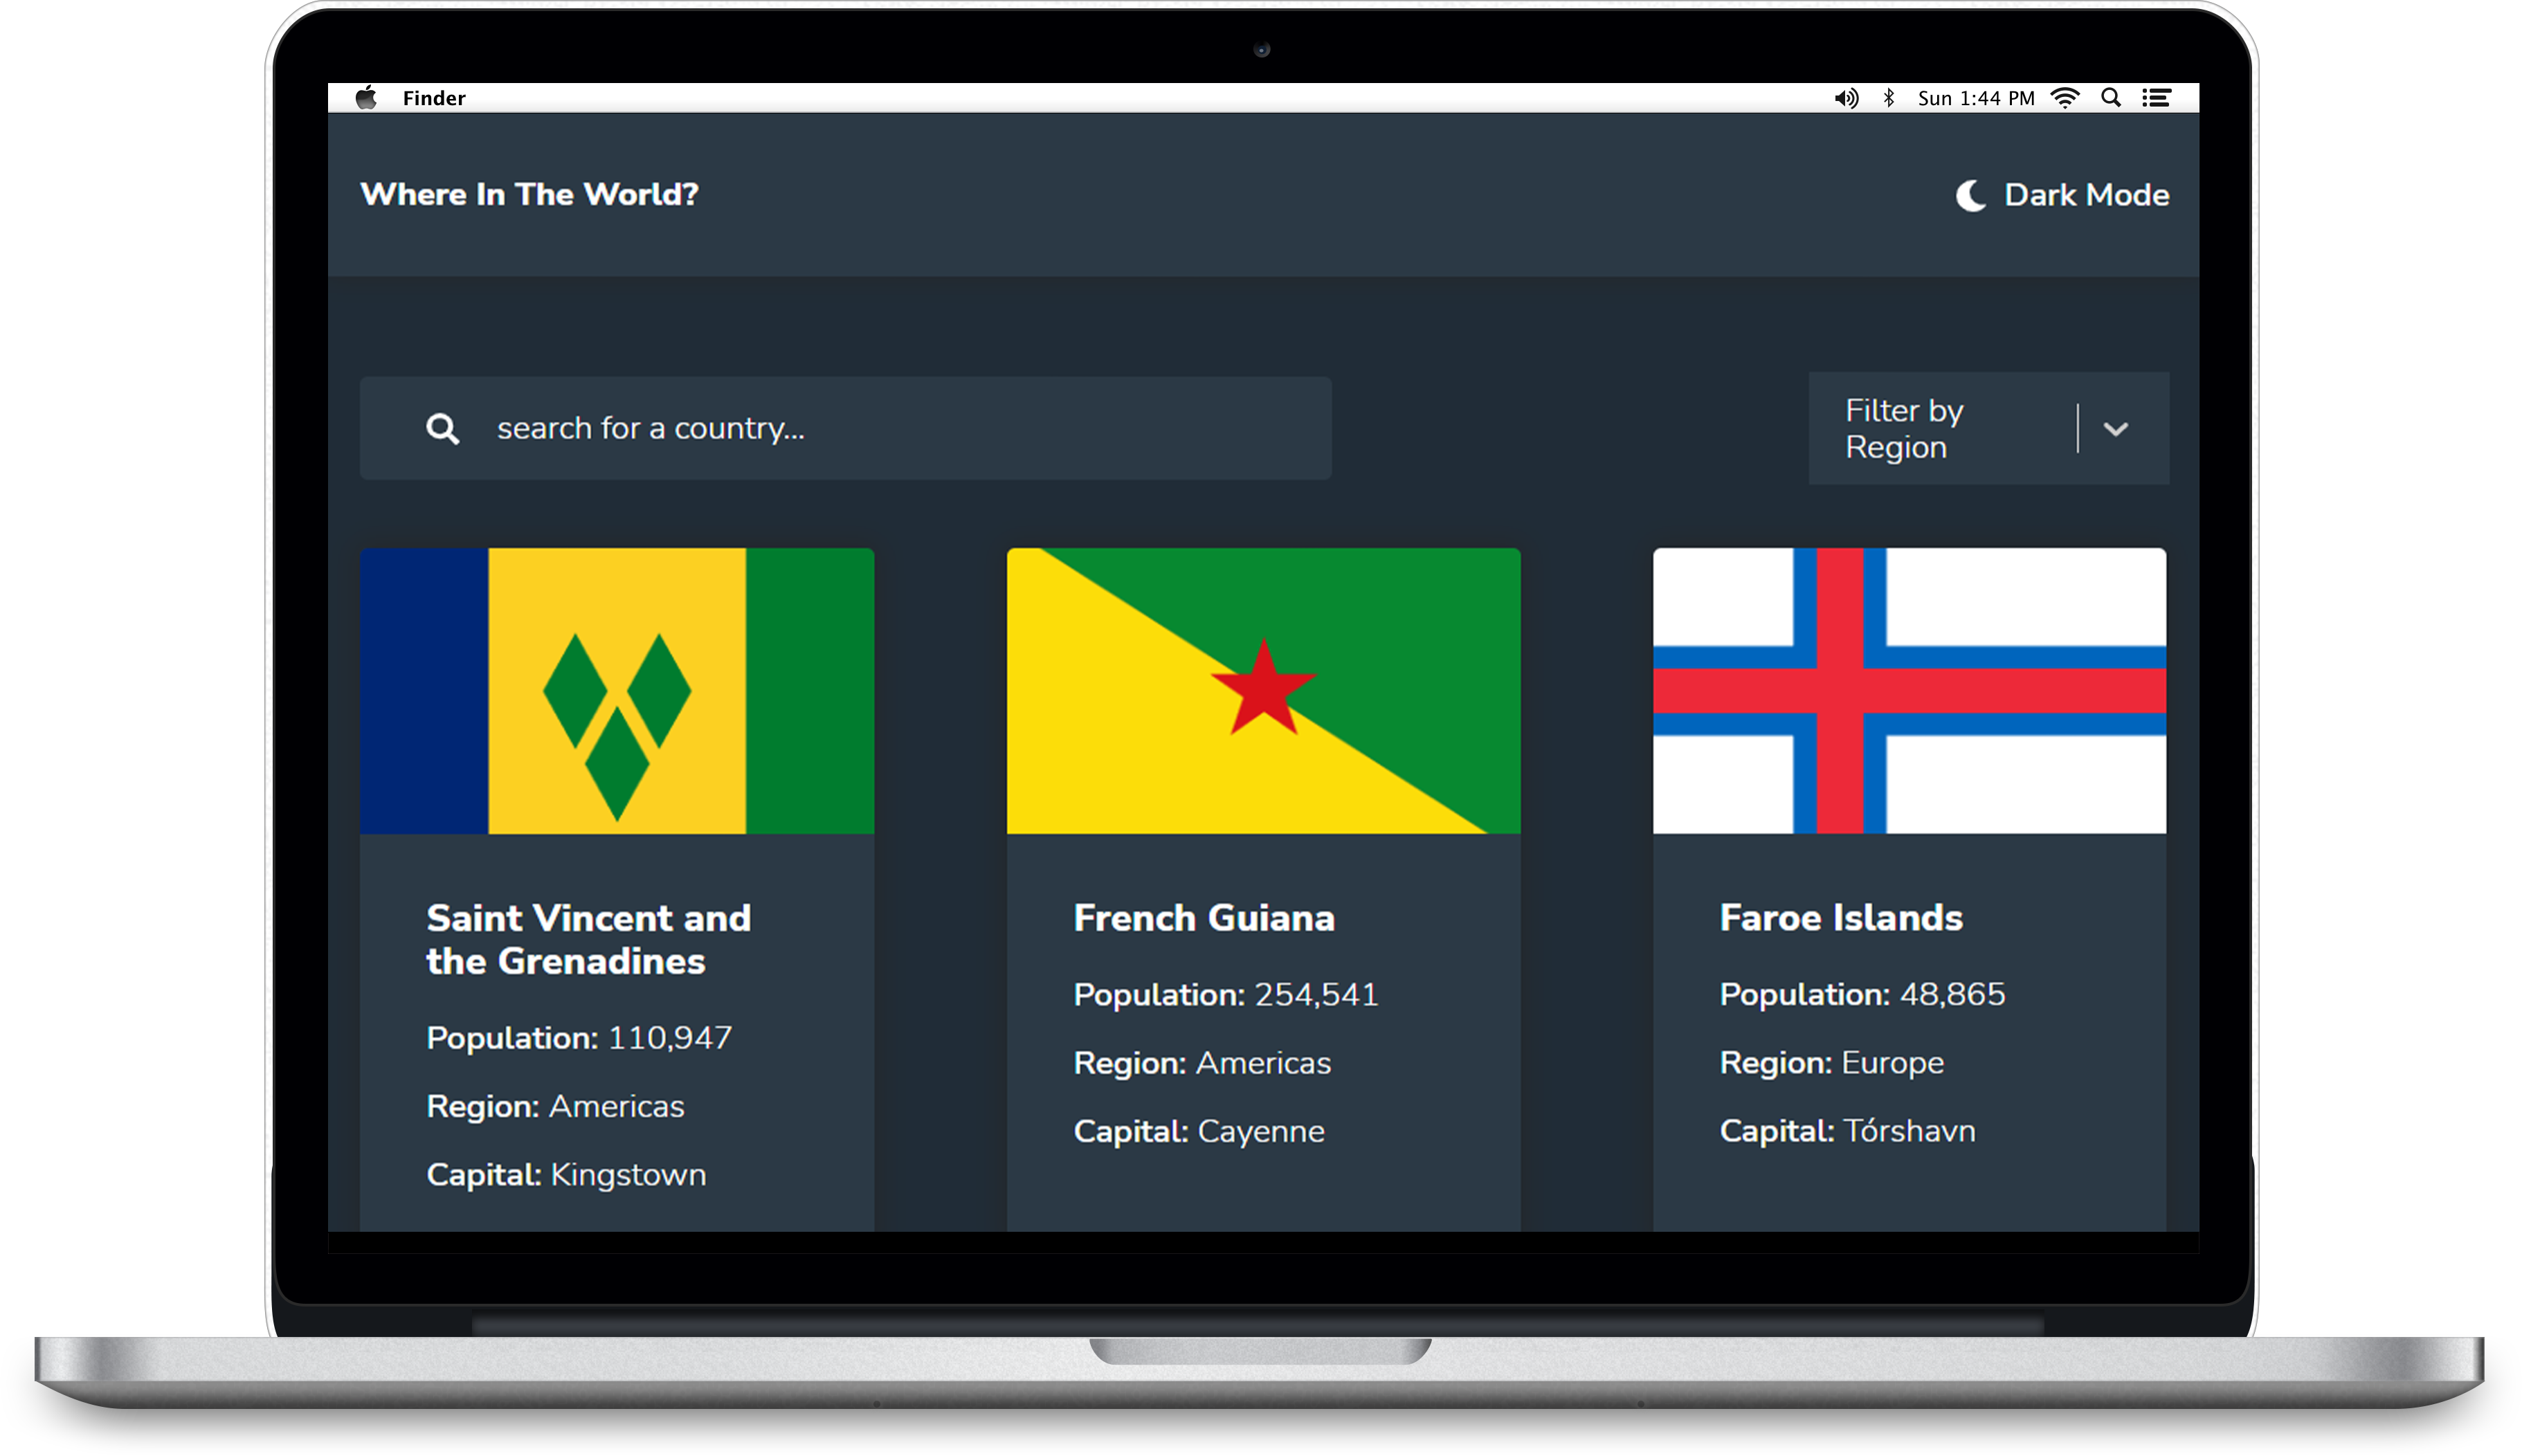 Finder
Sun 1:44 PM
Where In The World?
Dark Mode
search for a country...
Filter by
Region
Saint Vincent and
the Grenadines
Population: 110,947
Region: Americas
Capital: Kingstown
French Guiana
Population: 254,541
Region: Americas
Capital: Cayenne
Faroe Islands
Population: 48,865
Region: Europe
Capital: Tórshavn